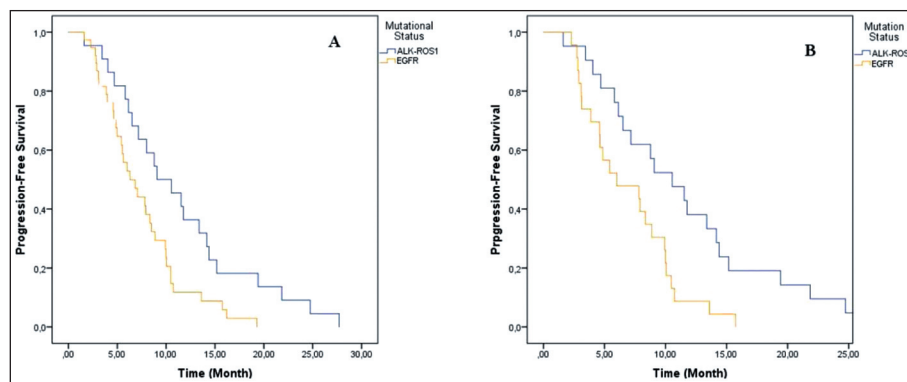 A
Mutational
Status
ALK-ROS1
EGFR
Progression-Free Survival
1,0
0,8
0,6
0,4
0,2
0,0
,00
5,00
10,00
15,00
20,00
25,00
30,00
Time (Month)
B
Mutation
Status
ALK-ROS
EGFR
Prpgression-Free Survival
1,0
0,8
0,6
0,4
0,2
0,0
,00
5,00
10,00
15,00
20,00
25,00
Time (Month)